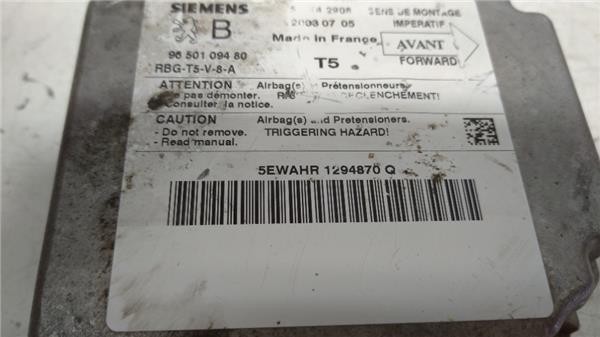 SIEMENS
SENS DE MONTAGE
B
2003 07 05
IMPERATIF
Made in France
AVANT
96 501 094 80
RBG-T5-V-8-A
T5
FORWARD
ATTENTION Airbag(s) Prétensionneurs
pas démonter.
Consulter la notice.
CAUTION Airbag(s) and Pretensioners.
- Do not remove. TRIGGERING HAZARD!
- Read manual.
5EWAHR 1294870 Q